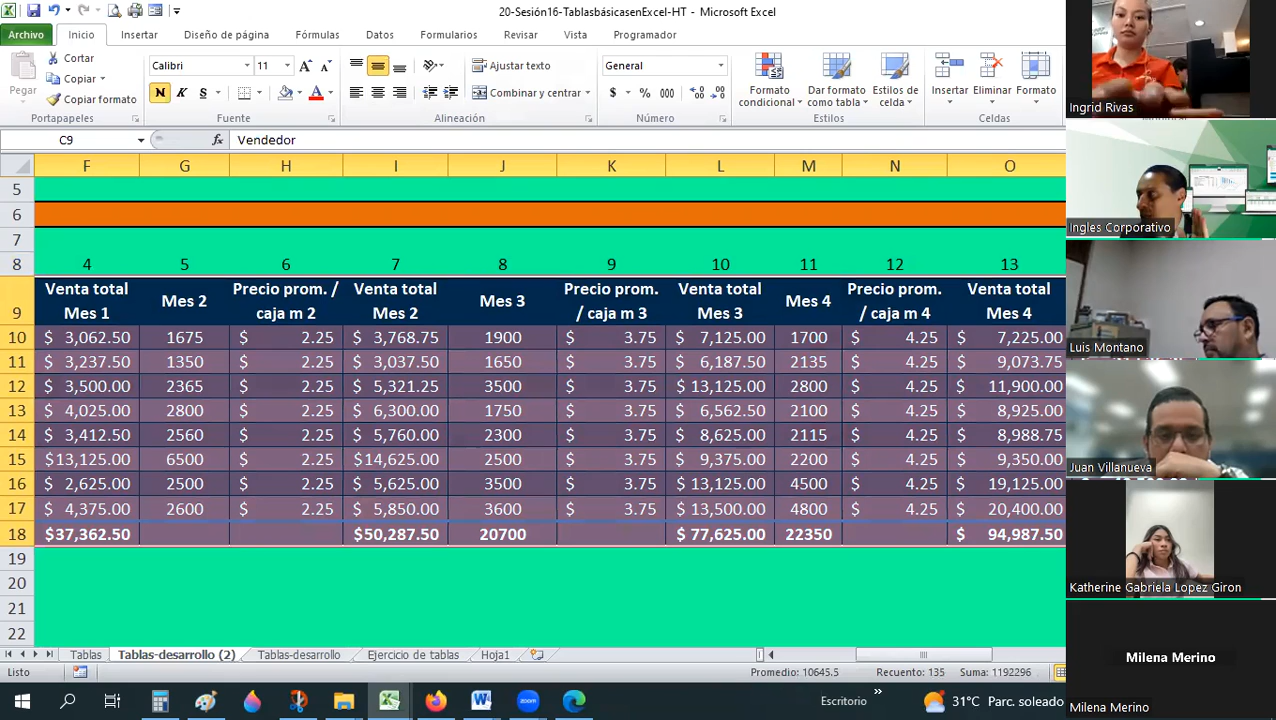 20-Sesión16-TablasbásicasenExcel-HT - Microsoft Excel
Archivo Inicio Insertar Diseño de página Fórmulas Datos Formularios Revisar Vista Programador
Cortar
Copiar
Copiar formato
Pegar
Portapapeles
Calibri 11
N K S
Fuente
Ajustar texto
Combinar y centrar
Alineación
General
$ % 000
Número
Formato condicional
Dar formato como tabla
Estilos de celda
Estilos
Insertar Eliminar Formato
Celdas
C9 fx Vendedor
F G H I J K L M N O
5
6
7
8 4 5 6 7 8 9 10 11 12 13
9 Venta total Mes 1 Mes 2 Precio prom. / caja m 2 Venta total Mes 2 Mes 3 Precio prom. / caja m 3 Venta total Mes 3 Mes 4 Precio prom. / caja m 4 Venta total Mes 4
10 $ 3,062.50 1675 $ 2.25 $ 3,768.75 1900 $ 3.75 $ 7,125.00 1700 $ 4.25 $ 7,225.00
11 $ 3,237.50 1350 $ 2.25 $ 3,037.50 1650 $ 3.75 $ 6,187.50 2135 $ 4.25 $ 9,073.75
12 $ 3,500.00 2365 $ 2.25 $ 5,321.25 3500 $ 3.75 $ 13,125.00 2800 $ 4.25 $ 11,900.00
13 $ 4,025.00 2800 $ 2.25 $ 6,300.00 1750 $ 3.75 $ 6,562.50 2100 $ 4.25 $ 8,925.00
14 $ 3,412.50 2560 $ 2.25 $ 5,760.00 2300 $ 3.75 $ 8,625.00 2115 $ 4.25 $ 8,988.75
15 $13,125.00 6500 $ 2.25 $14,625.00 2500 $ 3.75 $ 9,375.00 2200 $ 4.25 $ 9,350.00
16 $ 2,625.00 2500 $ 2.25 $ 5,625.00 3500 $ 3.75 $ 13,125.00 4500 $ 4.25 $ 19,125.00
17 $ 4,375.00 2600 $ 2.25 $ 5,850.00 3600 $ 3.75 $ 13,500.00 4800 $ 4.25 $ 20,400.00
18 $37,362.50 $50,287.50 20700 $ 77,625.00 22350 $ 94,987.50
19
20
21
22
Tablas Tablas-desarrollo (2) Tablas-desarrollo Ejercicio de tablas Hoja1
Listo Promedio: 10645.5 Recuento: 135 Suma: 1192296
Escritorio » 31°C Parc. soleado
Ingrid Rivas
Ingles Corporativo
Luis Montano
Juan Villanueva
Katherine Gabriela Lopez Giron
Milena Merino
Milena Merino